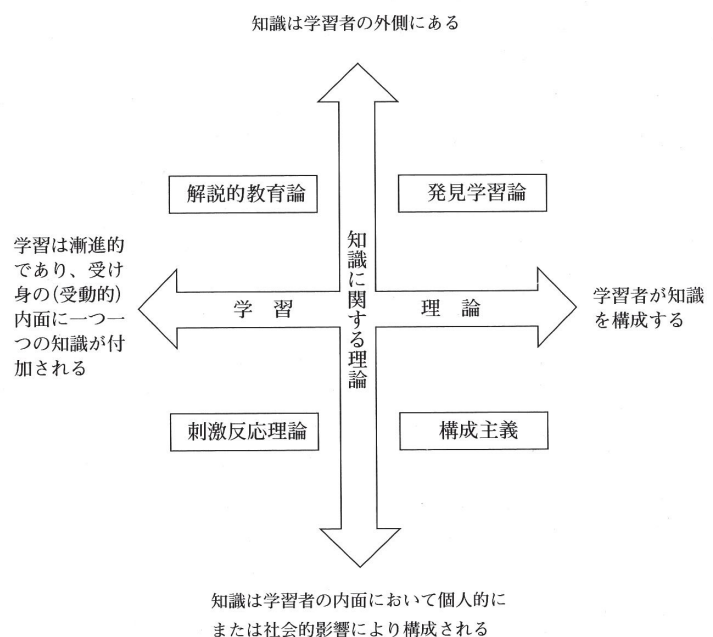 知識は学習者の外側にある
解説的教育論
発見学習論
学習は漸進的
であり、受け
身の(受動的)
内面に一つ一
つの知識が付
加される
学習
知識に関する理論
理論
学習者が知識
を構成する
刺激反応理論
構成主義
知識は学習者の内面において個人的に
または社会的影響により構成される